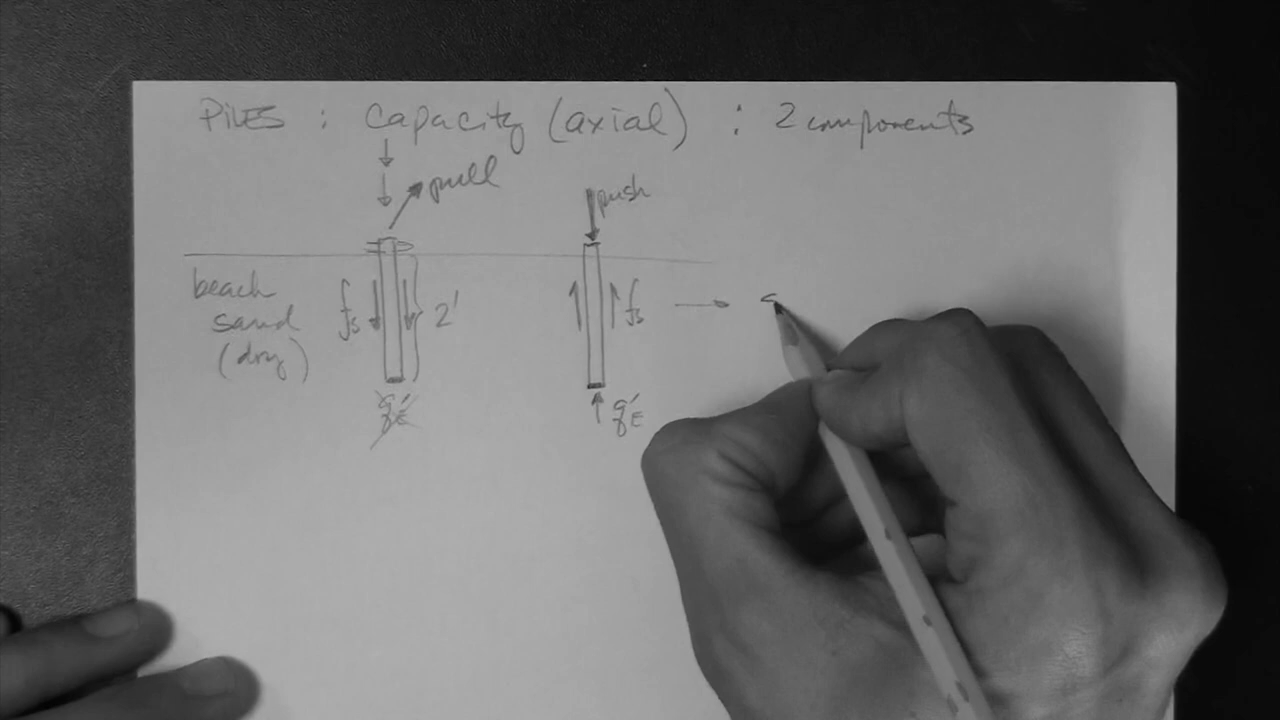 PILES : capacity (axial) : 2 components
pull
push
beach
sand
(dry)
fs
2'
fs
q'E
q'E